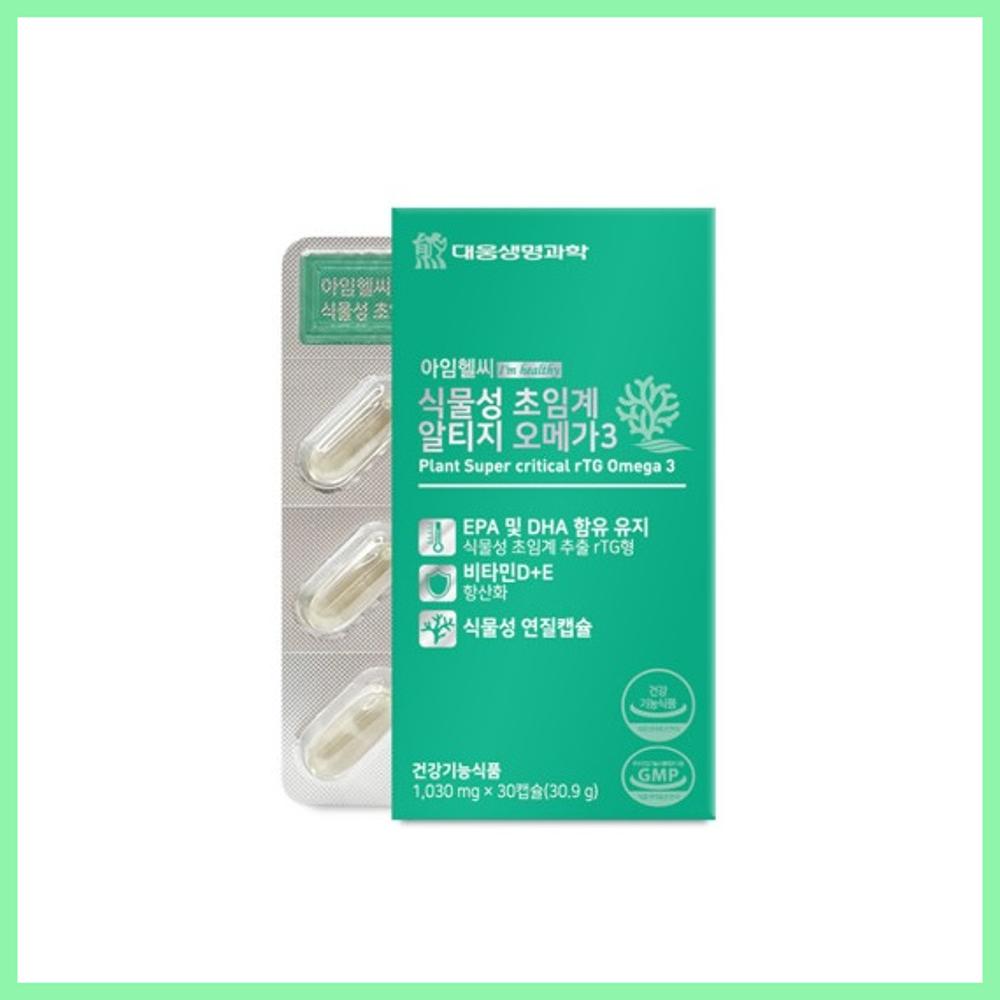 대웅생명과학
아임헬씨
식물성 초
아임헬씨 I'm healthy
식물성 초임계
알티지 오메가3
Plant Super critical rTG Omega 3
EPA 및 DHA 함유 유지
식물성 초임계 추출 rTG형
비타민D+E
항산화
식물성 연질캡슐
건강
기능식품
GMP
건강기능식품
1,030 mg × 30캡슐(30.9 g)